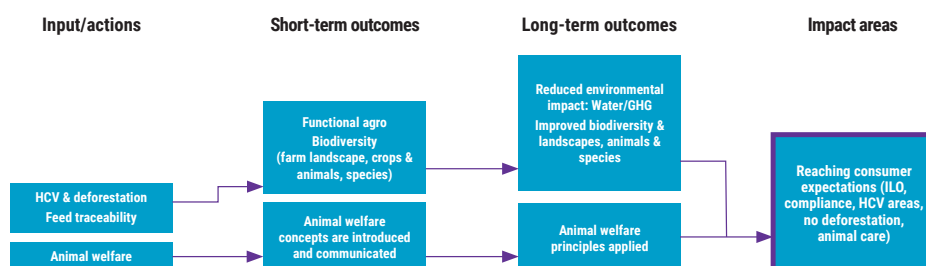 Input/actions
Short-term outcomes
Long-term outcomes
Impact areas
HCV & deforestation
Feed traceability
Animal welfare
Functional agro
Biodiversity
(farm landscape, crops &
animals, species)
Animal welfare
concepts are introduced
and communicated
Reduced environmental
impact: Water/GHG
Improved biodiversity &
landscapes, animals &
species
Animal welfare
principles applied
Reaching consumer
expectations (ILO,
compliance, HCV areas,
no deforestation,
animal care)